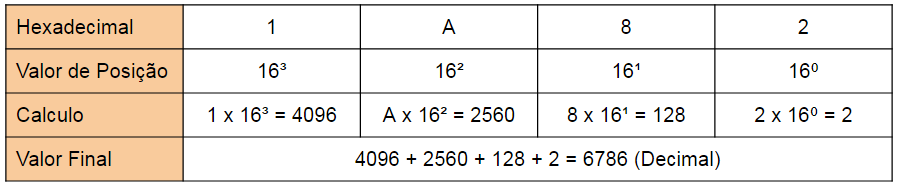 Hexadecimal 1 A 8 2
Valor de Posição 16³ 16² 16¹ 16⁰
Calculo 1 x 16³ = 4096 A x 16² = 2560 8 x 16¹ = 128 2 x 16⁰ = 2
Valor Final 4096 + 2560 + 128 + 2 = 6786 (Decimal)